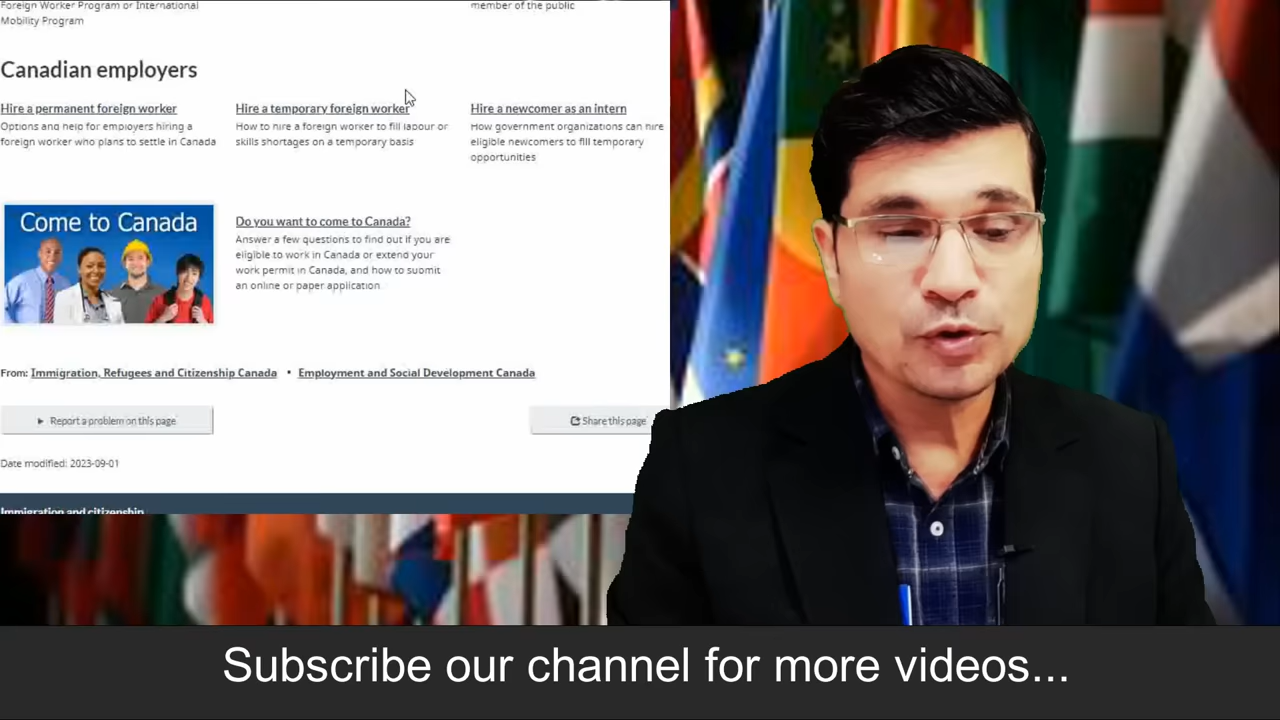 Foreign Worker Program or International
Mobility Program
member of the public
Canadian employers
Hire a permanent foreign worker
Options and help for employers hiring a
foreign worker who plans to settle in Canada
Hire a temporary foreign worker
How to hire a foreign worker to fill labour or
skills shortages on a temporary basis
Hire a newcomer as an intern
How government organizations can hire
eligible newcomers to fill temporary
opportunities
Come to Canada
Do you want to come to Canada?
Answer a few questions to find out if you are
eligible to work in Canada or extend your
work permit in Canada, and how to submit
an online or paper application
From: Immigration, Refugees and Citizenship Canada • Employment and Social Development Canada
Report a problem on this page
Share this page
Date modified: 2023-09-01
Immigration and citizenship
Subscribe our channel for more videos...